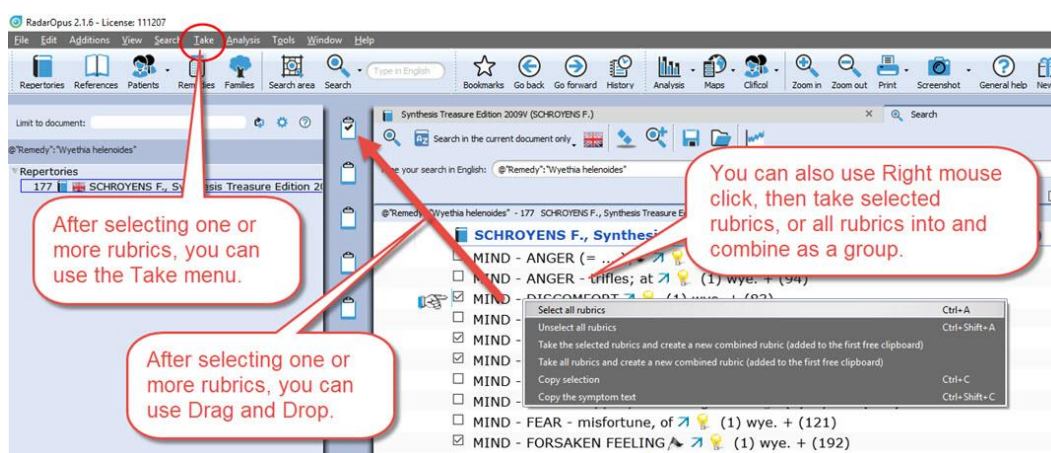 RadarOpus 2.1.6 - License: 111207
File Edit Additions View Search Take Analysis Tools Window Help
Repertories References Patients Remedies Families Search area Search Type in English Bookmarks Go back Go forward History Analysis Maps Clificol Zoom in Zoom out Print Screenshot General help New
Limit to document:
@"Remedy":"Wyethia helenoides"
Repertories
177 SCHROYENS F., Synthesis Treasure Edition 20
After selecting one or
more rubrics, you can
use the Take menu.
After selecting one or
more rubrics, you can
use Drag and Drop.
Synthesis Treasure Edition 2009V (SCHROYENS F.) × Search
Search in the current document only
your search in English: @"Remedy":"Wyethia helenoides"
You can also use Right mouse
click, then take selected
rubrics, or all rubrics into and
combine as a group.
@"Remedy":"Wyethia helenoides" - 177 SCHROYENS F., Synthesis Treasure E
SCHROYENS F., Synthesis
MIND - ANGER (= ...)
MIND - ANGER - trifles; at (1) wye. + (94)
MIND - DISCOMFORT (1) wye. + (83)
MIND -
MIND -
MIND -
MIND -
Select all rubrics Ctrl+A
Unselect all rubrics Ctrl+Shift+A
Take the selected rubrics and create a new combined rubric (added to the first free clipboard)
Take all rubrics and create a new combined rubric (added to the first free clipboard)
Copy selection Ctrl+C
Copy the symptom text Ctrl+Shift+C
MIND - FEAR - misfortune, of (1) wye. + (121)
MIND - FORSAKEN FEELING (1) wye. + (192)